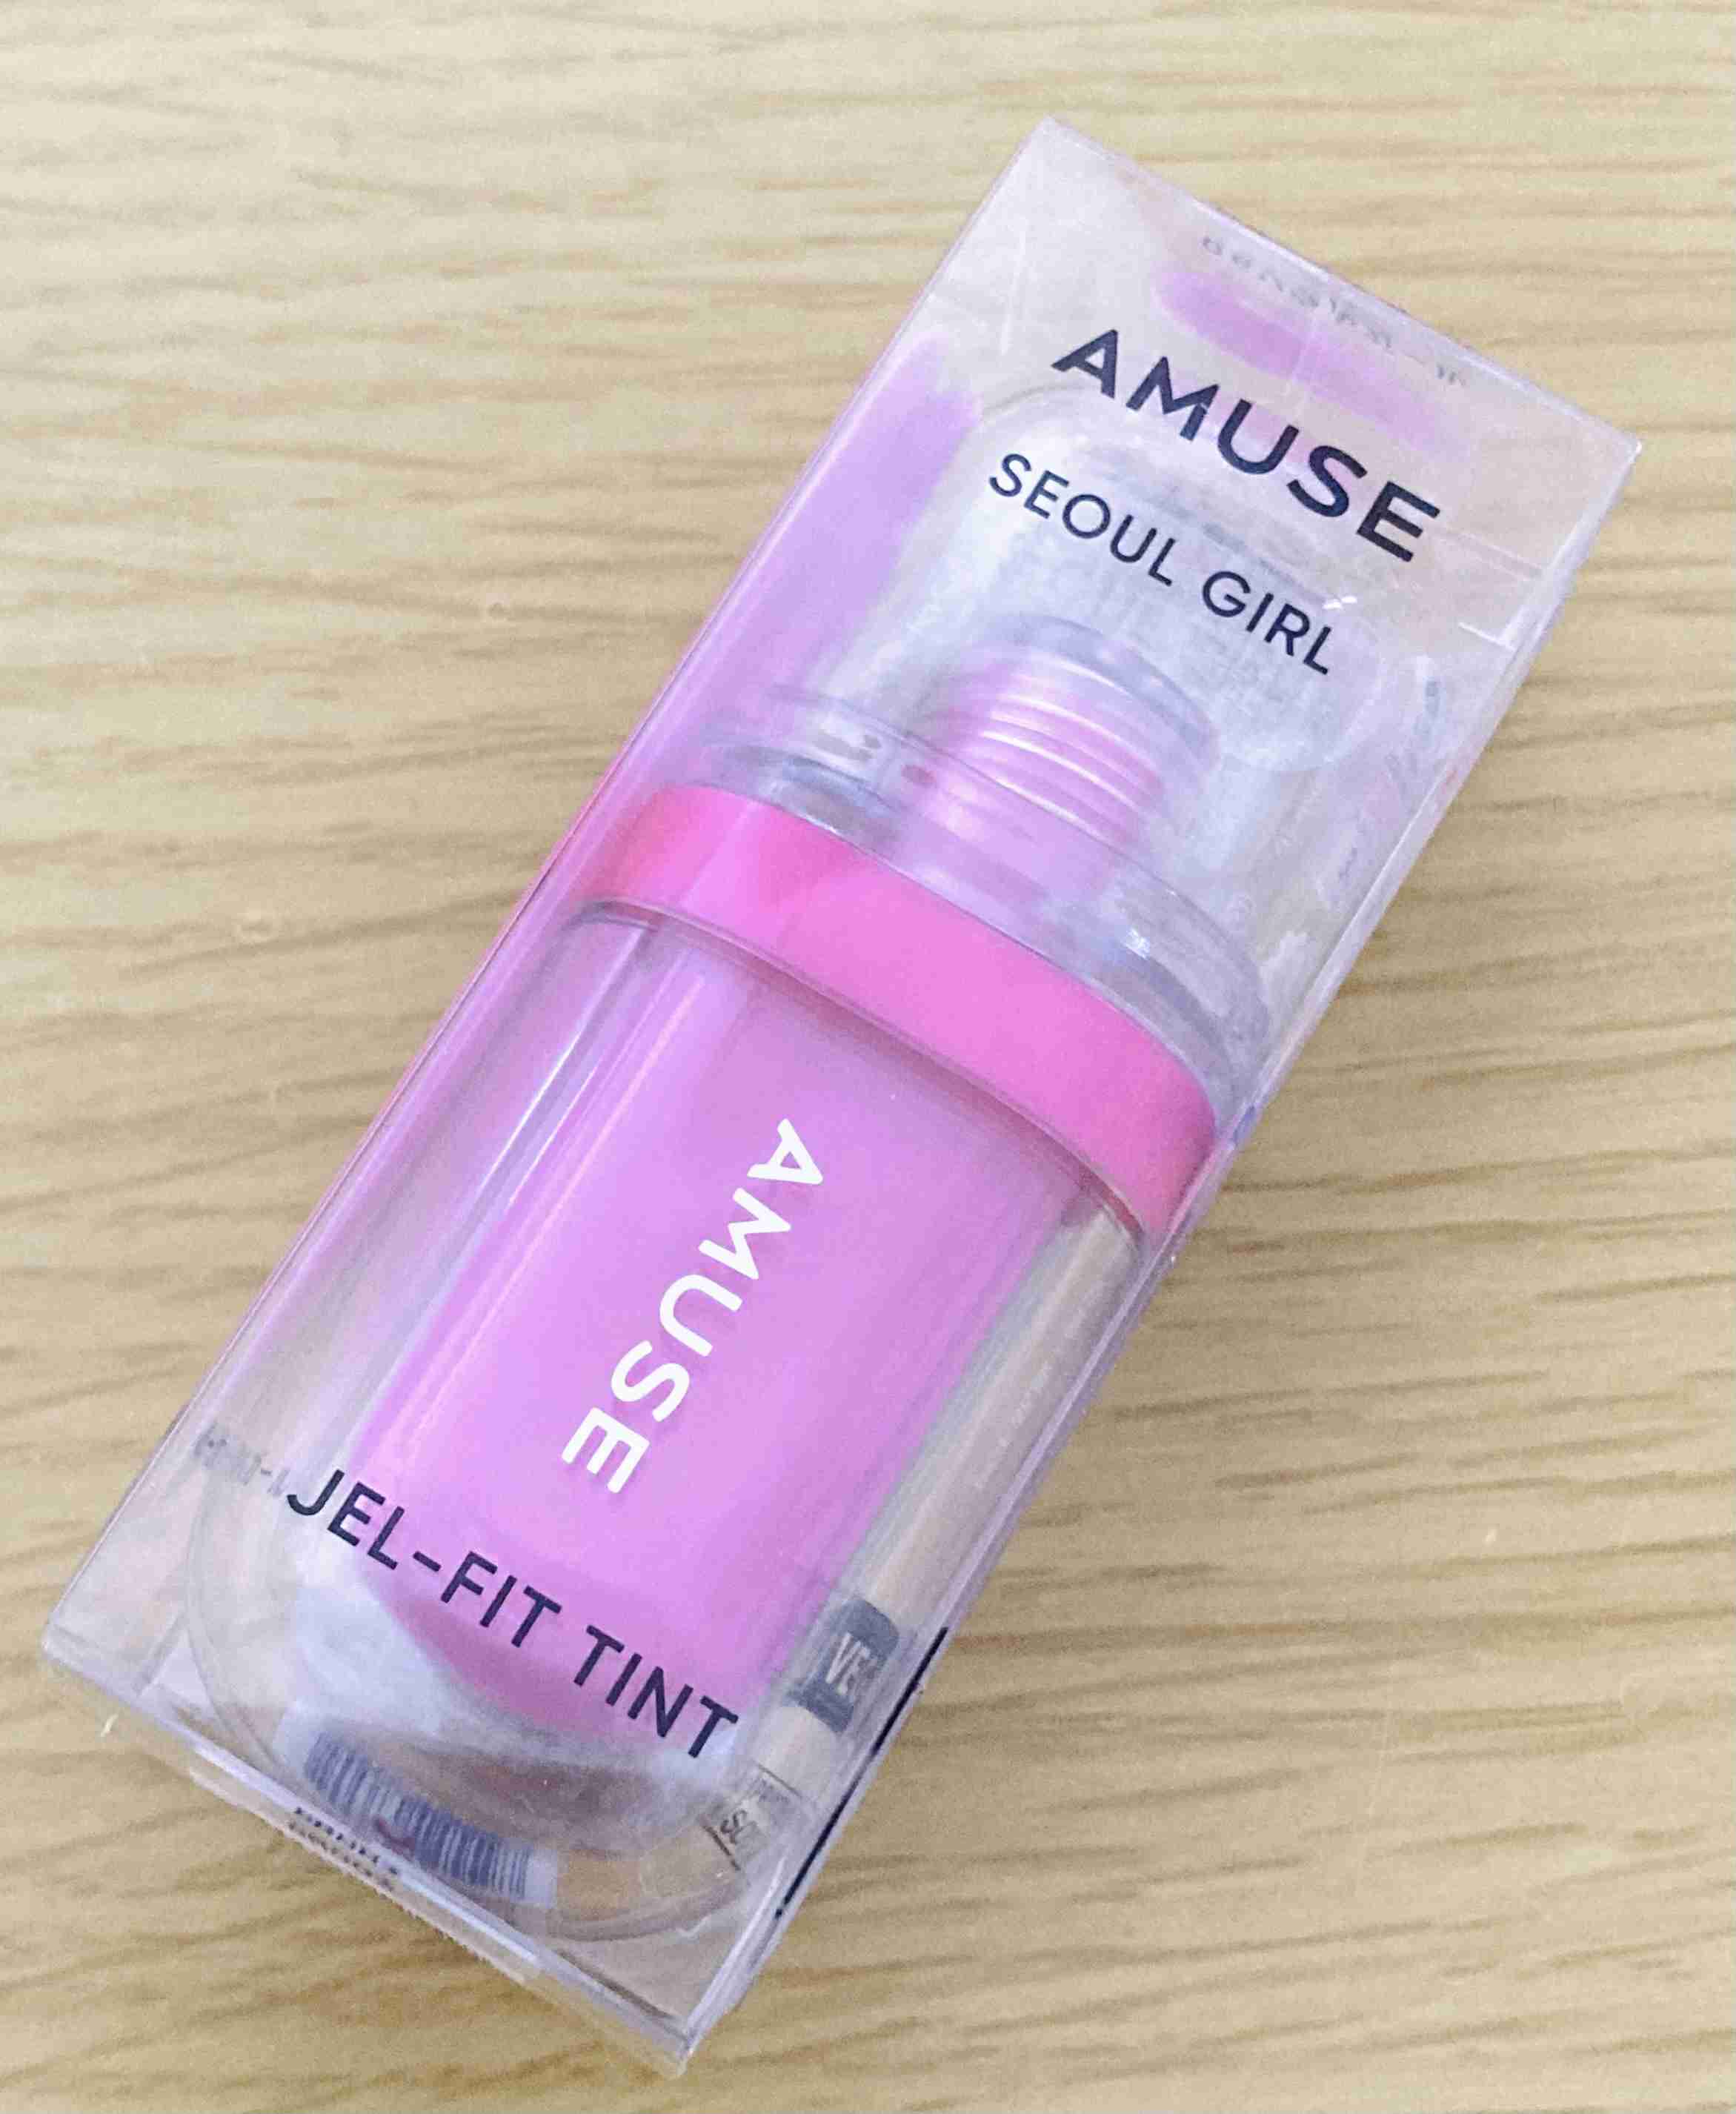 AMUSE
SEOUL GIRL
AMUSE
JEL-FIT TINT